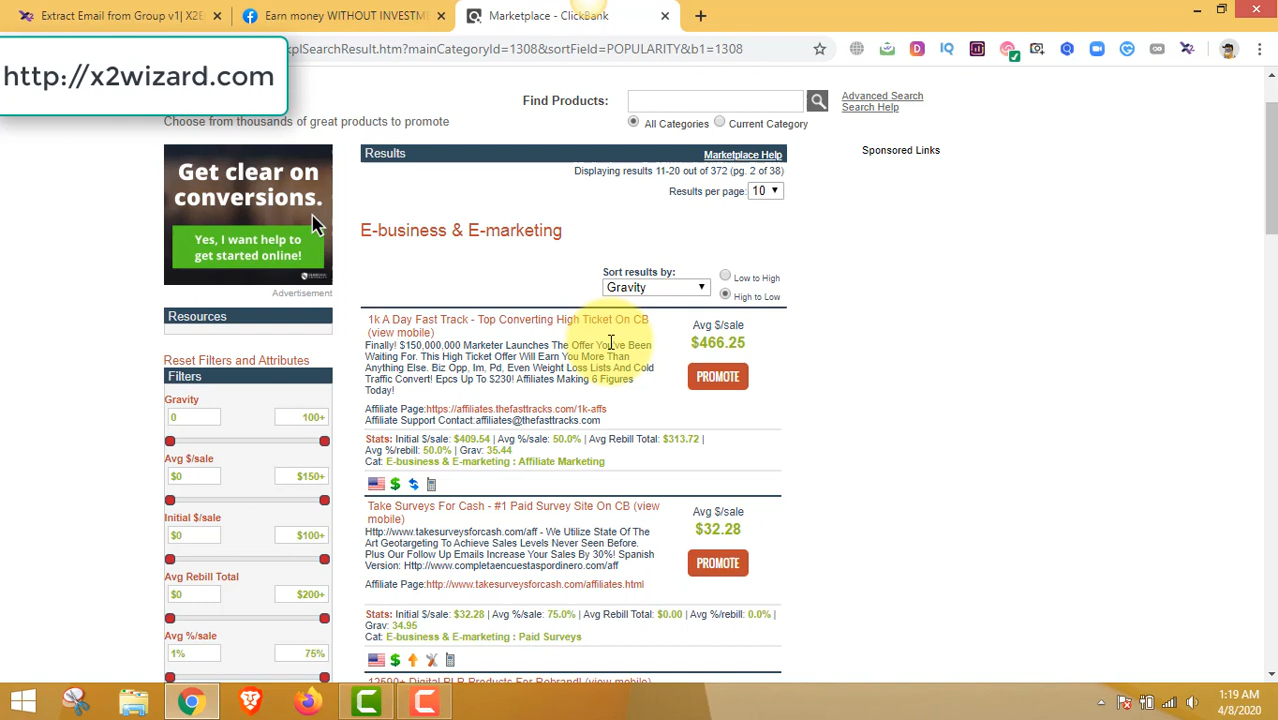 Extract Email from Group v1| X2E
Earn money WITHOUT INVESTM
Marketplace - ClickBank
http://x2wizard.com
kplSearchResult.htm?mainCategoryId=1308&sortField=POPULARITY&b1=1308
Find Products:
Advanced Search
Search Help
Choose from thousands of great products to promote
All Categories
Current Category
Get clear on
conversions.
Yes, I want help to
get started online!
Advertisement
Results
Marketplace Help
Sponsored Links
Displaying results 11-20 out of 372 (pg. 2 of 38)
Results per page: 10
E-business & E-marketing
Sort results by:
Gravity
Low to High
High to Low
Resources
Reset Filters and Attributes
Filters
Gravity
0 100+
Avg $/sale
$0 $150+
Initial $/sale
$0 $100+
Avg Rebill Total
$0 $200+
Avg %/sale
1% 75%
1k A Day Fast Track - Top Converting High Ticket On CB
(view mobile)
Finally! $150,000,000 Marketer Launches The Offer You've Been
Waiting For. This High Ticket Offer Will Earn You More Than
Anything Else. Biz Opp, Im, Pd, Even Weight Loss Lists And Cold
Traffic Convert! Epcs Up To $230! Affiliates Making 6 Figures
Today!
Avg $/sale
$466.25
PROMOTE
Affiliate Page:https://affiliates.thefasttracks.com/1k-affs
Affiliate Support Contact:affiliates@thefasttracks.com
Stats: Initial $/sale: $409.54 | Avg %/sale: 50.0% | Avg Rebill Total: $313.72 |
Avg %/rebill: 50.0% | Grav: 35.44
Cat: E-business & E-marketing : Affiliate Marketing
Take Surveys For Cash - #1 Paid Survey Site On CB (view
mobile)
Http://www.takesurveysforcash.com/aff - We Utilize State Of The
Art Geotargeting To Achieve Sales Levels Never Seen Before.
Plus Our Follow Up Emails Increase Your Sales By 30%! Spanish
Version: Http://www.completaencuestaspordinero.com/aff
Avg $/sale
$32.28
PROMOTE
Affiliate Page:http://www.takesurveysforcash.com/affiliates.html
Stats: Initial $/sale: $32.28 | Avg %/sale: 75.0% | Avg Rebill Total: $0.00 | Avg %/rebill: 0.0% |
Grav: 34.95
Cat: E-business & E-marketing : Paid Surveys
1:19 AM
4/8/2020